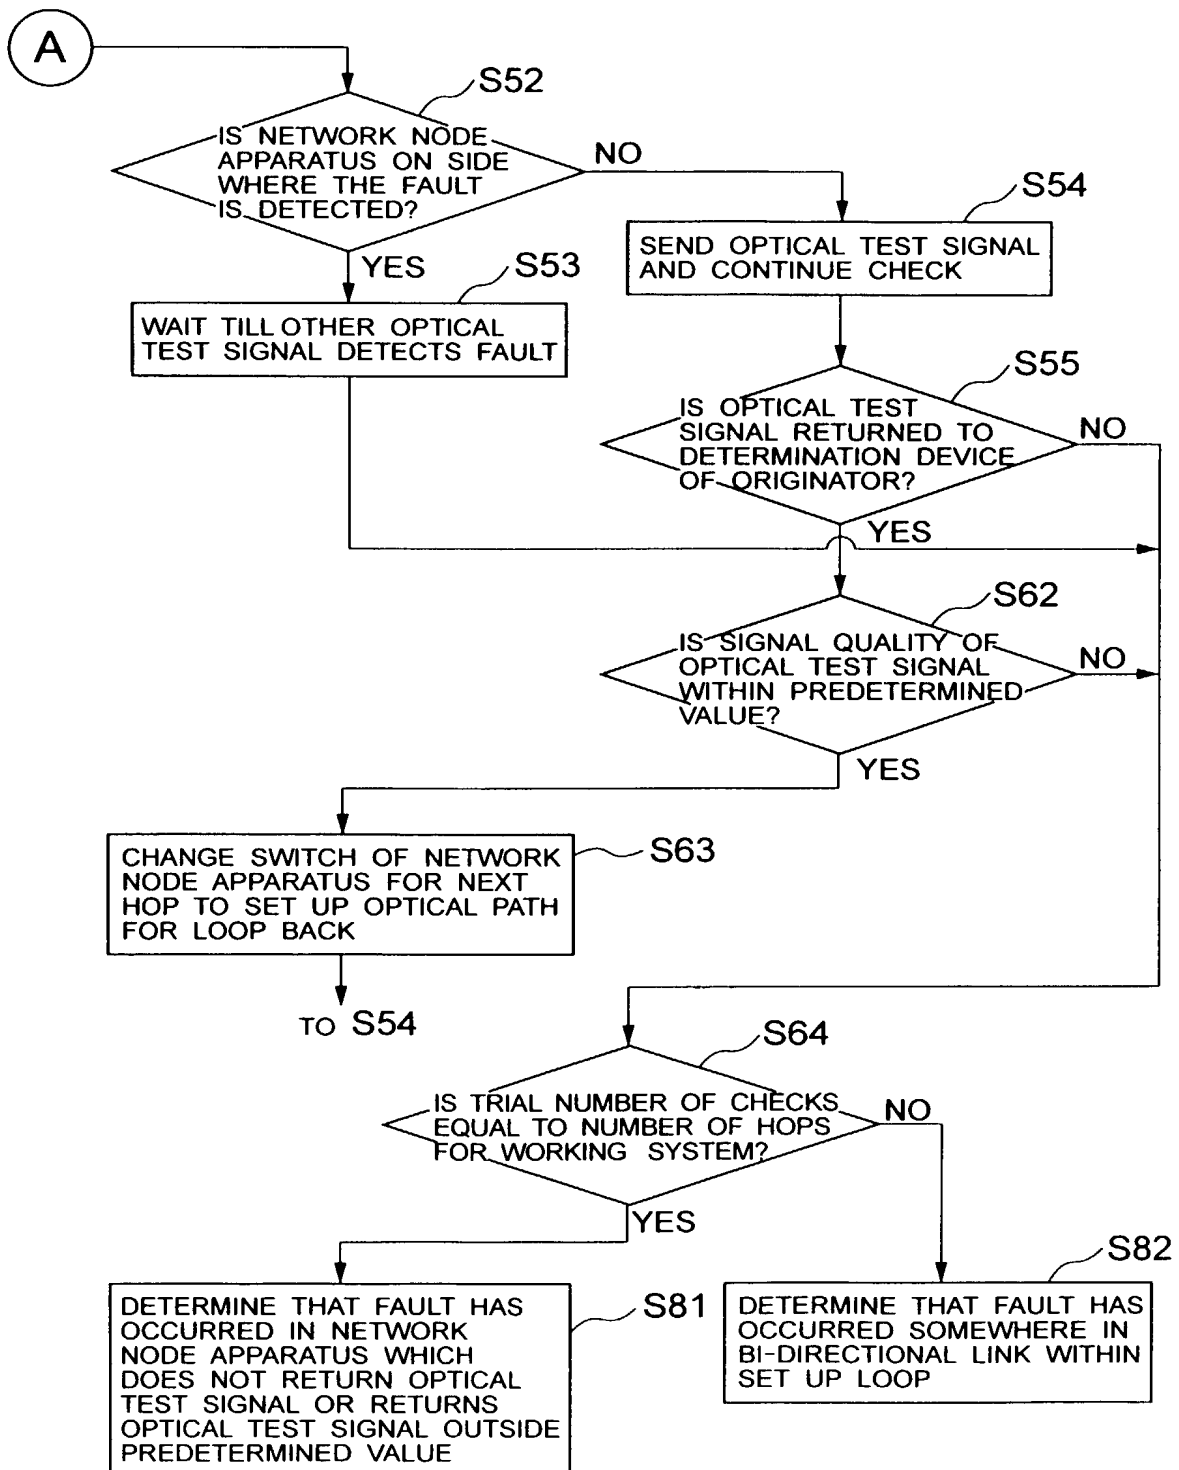 A
S52
IS NETWORK NODE
APPARATUS ON SIDE
WHERE THE FAULT
IS DETECTED?
NO
YES
S54
SEND OPTICAL TEST SIGNAL
AND CONTINUE CHECK
S53
WAIT TILL OTHER OPTICAL
TEST SIGNAL DETECTS FAULT
S55
IS OPTICAL TEST
SIGNAL RETURNED TO
DETERMINATION DEVICE
OF ORIGINATOR?
NO
YES
S62
IS SIGNAL QUALITY OF
OPTICAL TEST SIGNAL
WITHIN PREDETERMINED
VALUE?
NO
YES
S63
CHANGE SWITCH OF NETWORK
NODE APPARATUS FOR NEXT
HOP TO SET UP OPTICAL PATH
FOR LOOP BACK
TO S54
S64
IS TRIAL NUMBER OF CHECKS
EQUAL TO NUMBER OF HOPS
FOR WORKING SYSTEM?
NO
YES
S81
DETERMINE THAT FAULT HAS
OCCURRED IN NETWORK
NODE APPARATUS WHICH
DOES NOT RETURN OPTICAL
TEST SIGNAL OR RETURNS
OPTICAL TEST SIGNAL OUTSIDE
PREDETERMINED VALUE
S82
DETERMINE THAT FAULT HAS
OCCURRED SOMEWHERE IN
BI-DIRECTIONAL LINK WITHIN
SET UP LOOP